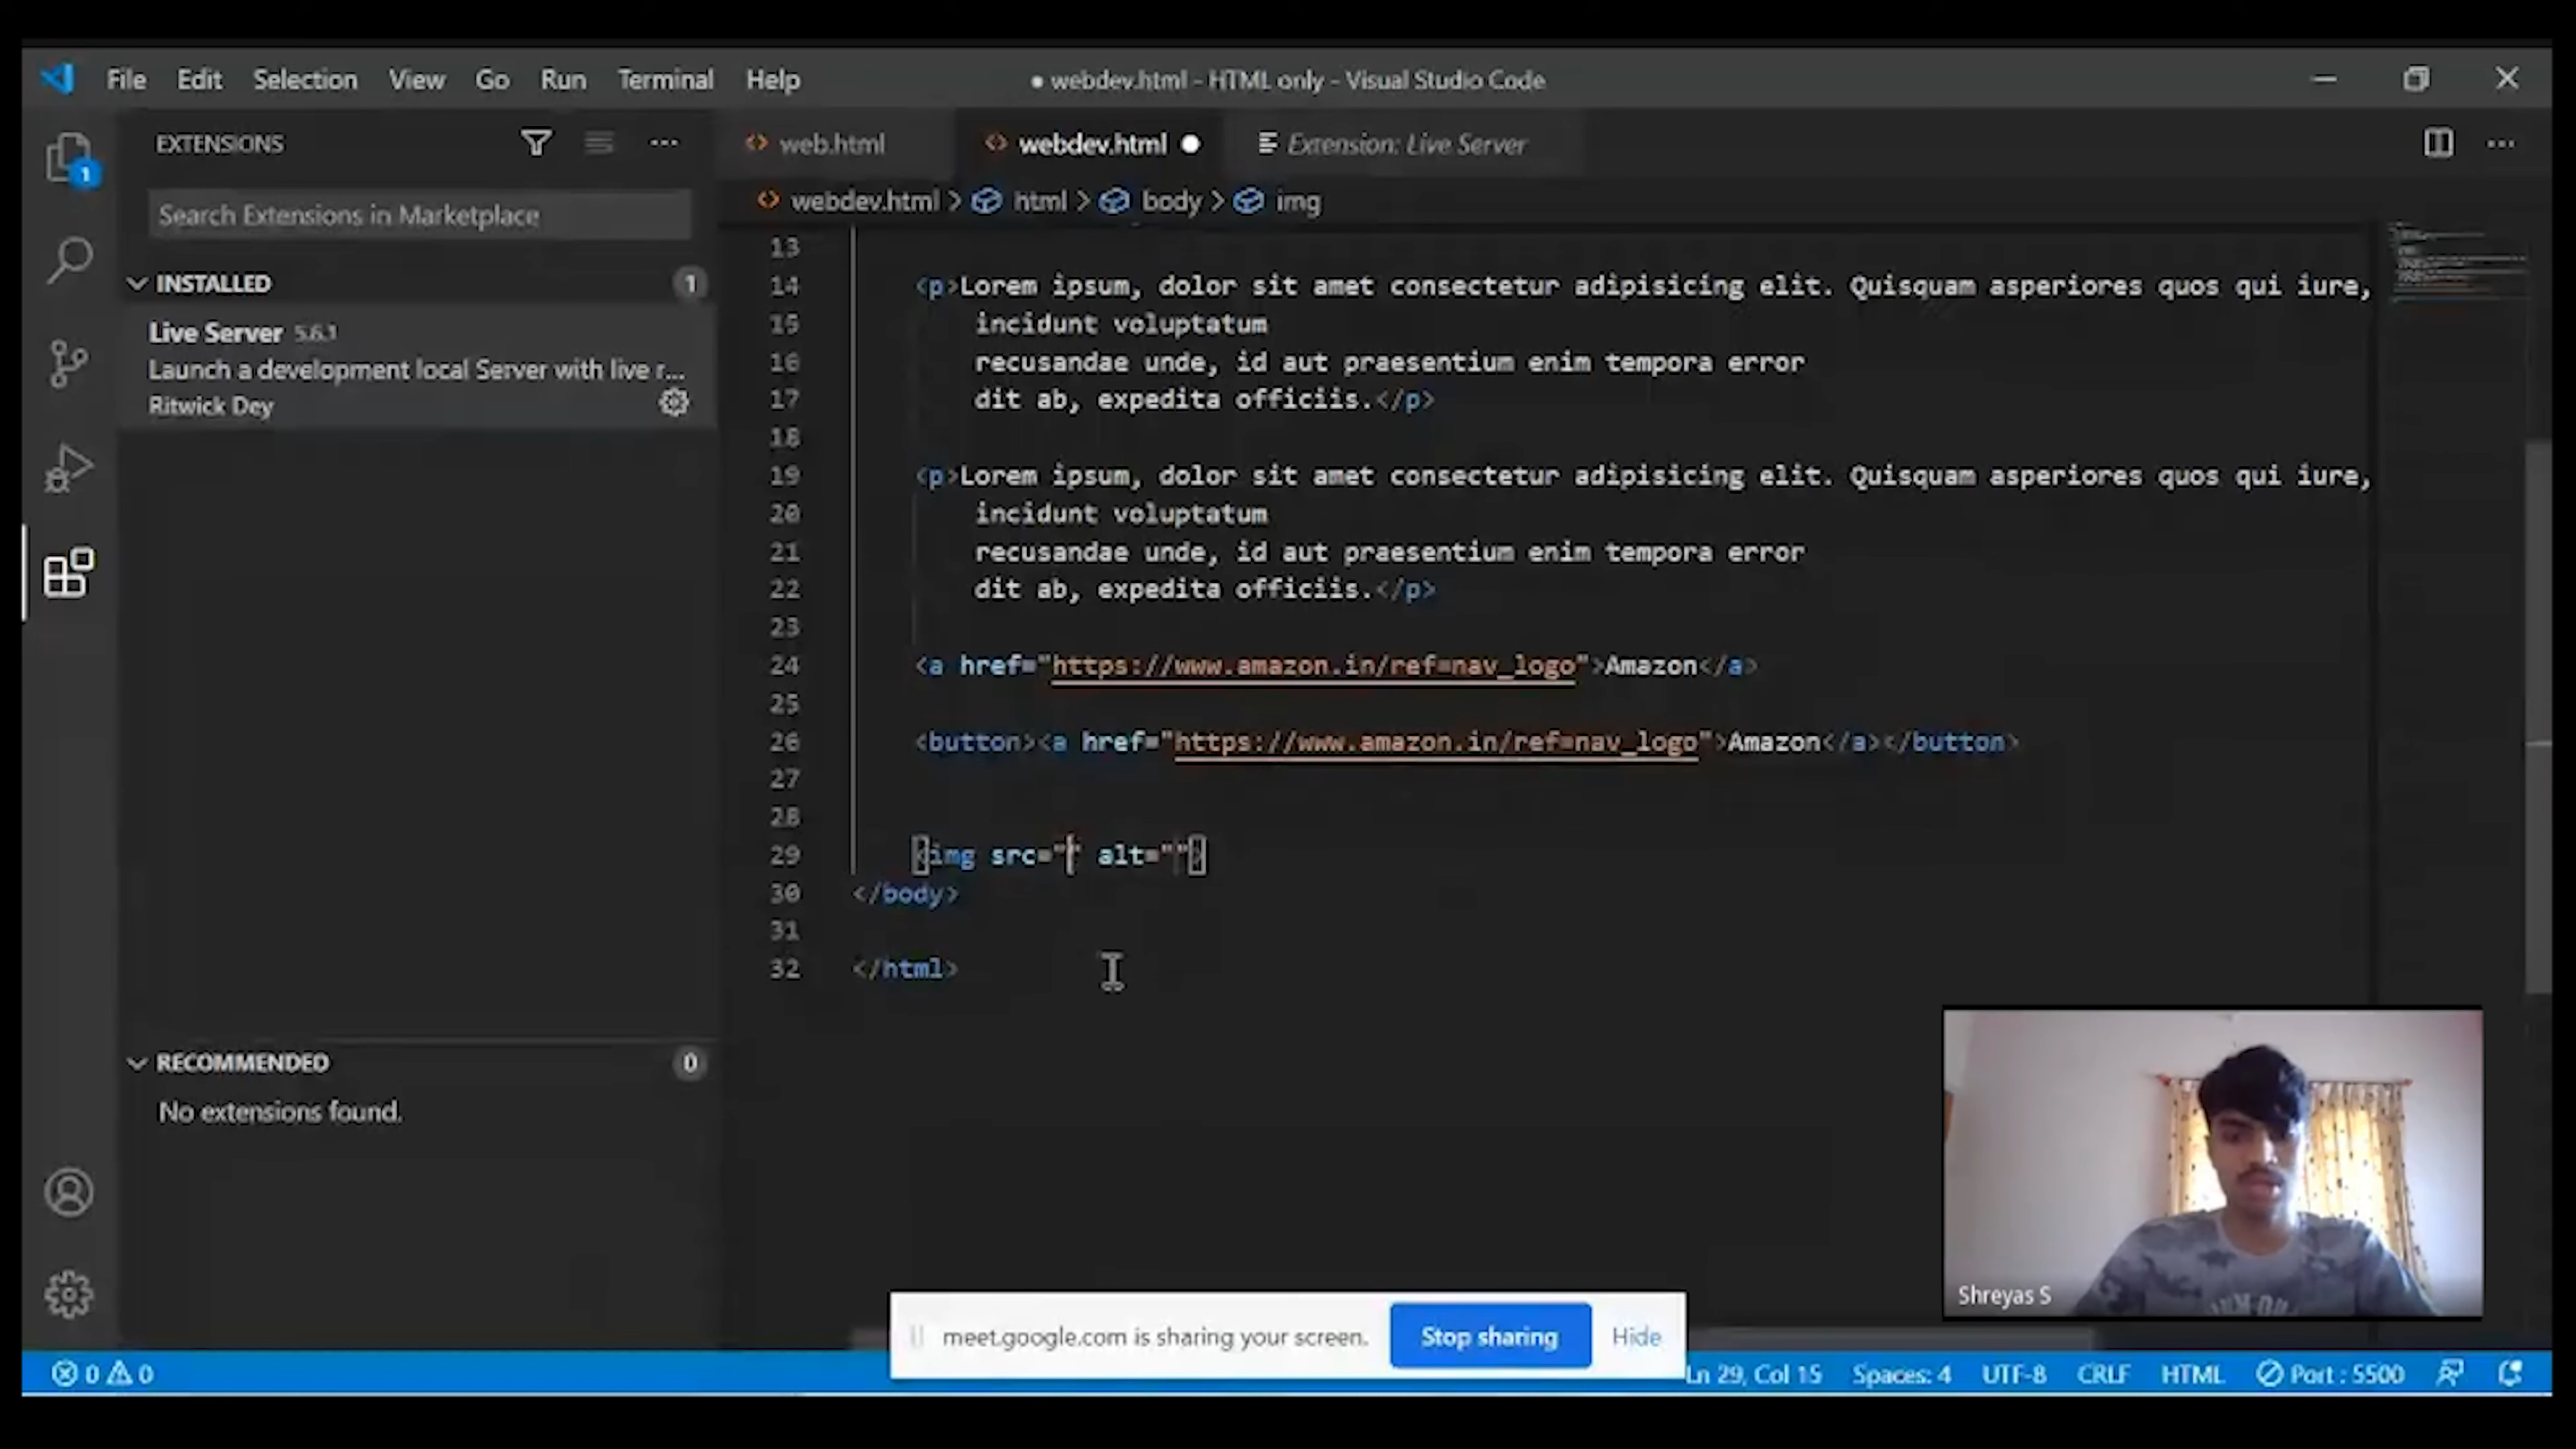 File Edit Selection View Go Run Terminal Help
● webdev.html - HTML only - Visual Studio Code
EXTENSIONS
web.html
webdev.html ●
Extension: Live Server
1
Search Extensions in Marketplace
webdev.html > html > body > img
INSTALLED 1
Live Server 5.6.1
Launch a development local Server with live r...
Ritwick Dey
13
14 <p>Lorem ipsum, dolor sit amet consectetur adipisicing elit. Quisquam asperiores quos qui iure,
15 incidunt voluptatum
16 recusandae unde, id aut praesentium enim tempora error
17 dit ab, expedita officiis.</p>
18
19 <p>Lorem ipsum, dolor sit amet consectetur adipisicing elit. Quisquam asperiores quos qui iure,
20 incidunt voluptatum
21 recusandae unde, id aut praesentium enim tempora error
22 dit ab, expedita officiis.</p>
23
24 <a href="https://www.amazon.in/ref=nav_logo">Amazon</a>
25
26 <button><a href="https://www.amazon.in/ref=nav_logo">Amazon</a></button>
27
28
29 <img src="" alt="">
30 </body>
31
32 </html>
RECOMMENDED 0
No extensions found.
Shreyas S
meet.google.com is sharing your screen. Stop sharing Hide
0 0
Ln 29, Col 15 Spaces: 4 UTF-8 CRLF HTML Port : 5500